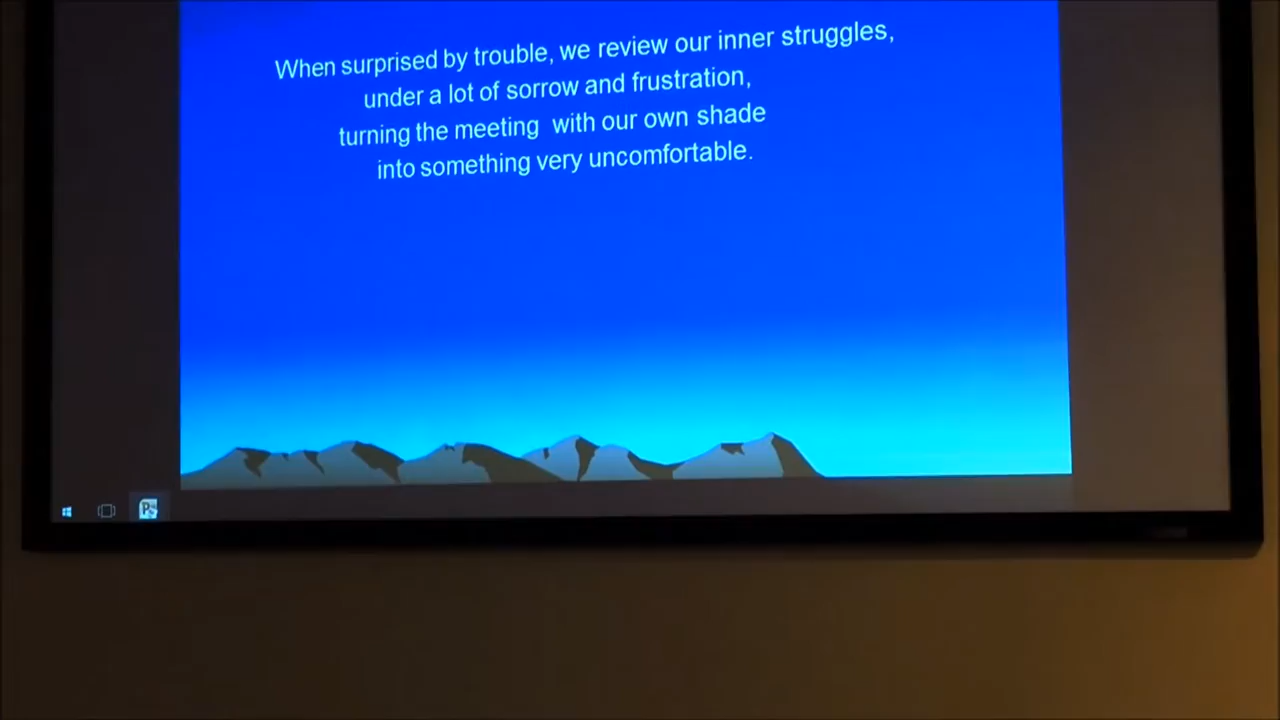 When surprised by trouble, we review our inner struggles,
under a lot of sorrow and frustration,
turning the meeting with our own shade
into something very uncomfortable.